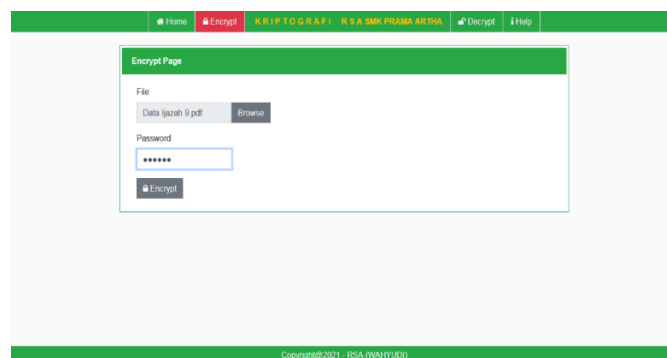 Home Encrypt KRIPTOGRAFI RSA SMK PRAMA ARTHA Decrypt Help
Encrypt Page
File
Data Ijazah 9 pdf Browse
Password
••••••
Encrypt
Copyright@2021 - RSA (WAHYUDI)